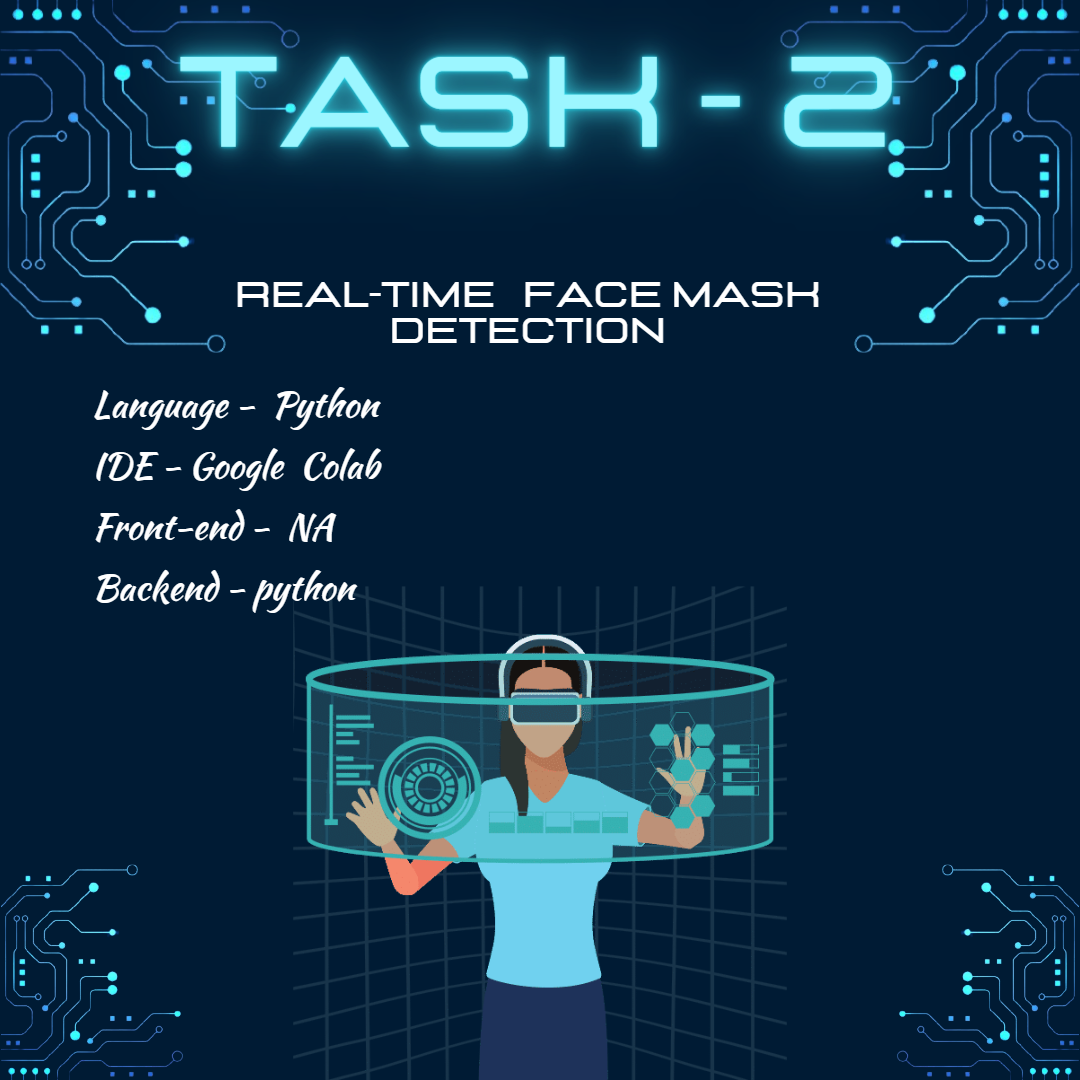 TASK - 2
REAL-TIME FACE MASK
DETECTION
Language - Python
IDE - Google Colab
Front-end - NA
Backend - python